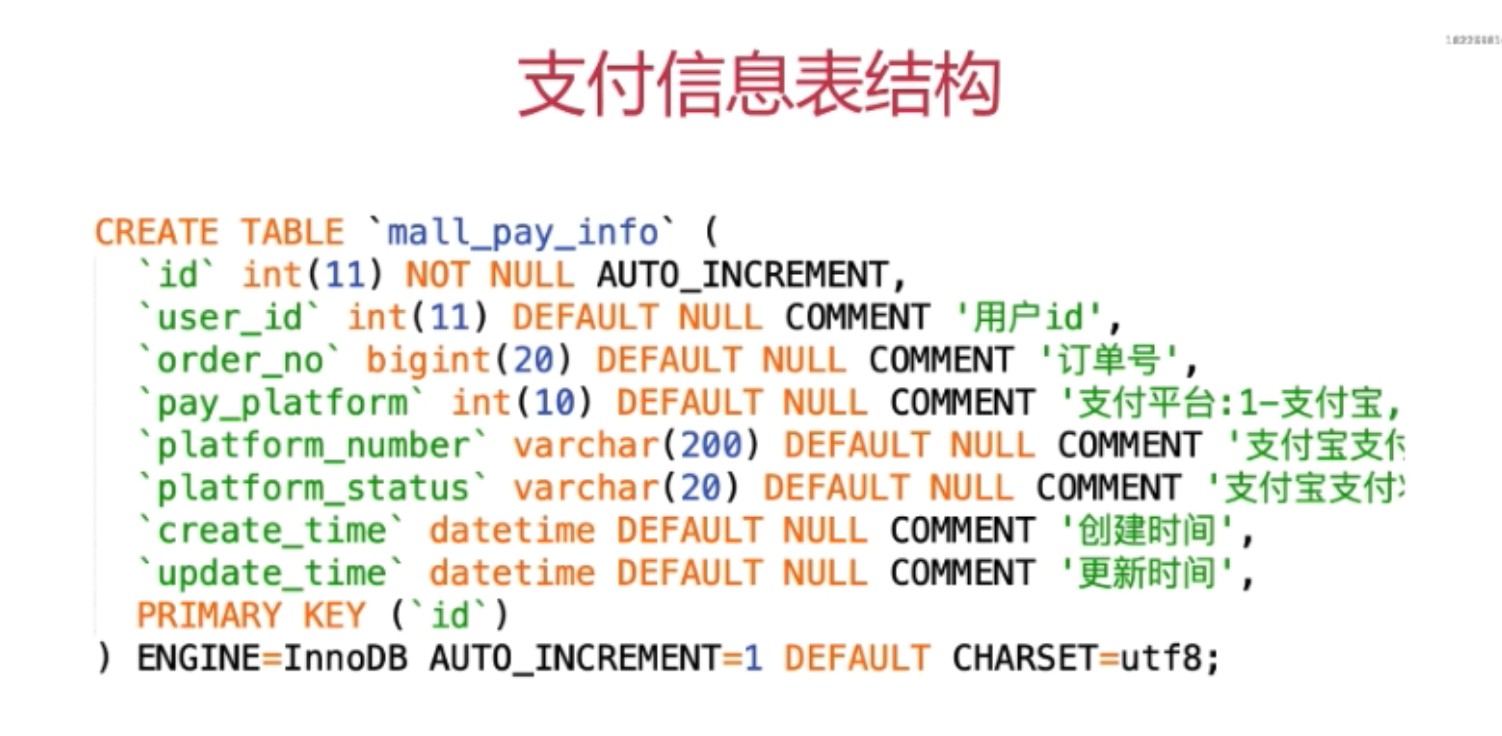 支付信息表结构
CREATE TABLE `mall_pay_info` (
`id` int(11) NOT NULL AUTO_INCREMENT,
`user_id` int(11) DEFAULT NULL COMMENT '用户id',
`order_no` bigint(20) DEFAULT NULL COMMENT '订单号',
`pay_platform` int(10) DEFAULT NULL COMMENT '支付平台:1-支付宝,
`platform_number` varchar(200) DEFAULT NULL COMMENT '支付宝支付
`platform_status` varchar(20) DEFAULT NULL COMMENT '支付宝支付
`create_time` datetime DEFAULT NULL COMMENT '创建时间',
`update_time` datetime DEFAULT NULL COMMENT '更新时间',
PRIMARY KEY (`id`)
) ENGINE=InnoDB AUTO_INCREMENT=1 DEFAULT CHARSET=utf8;